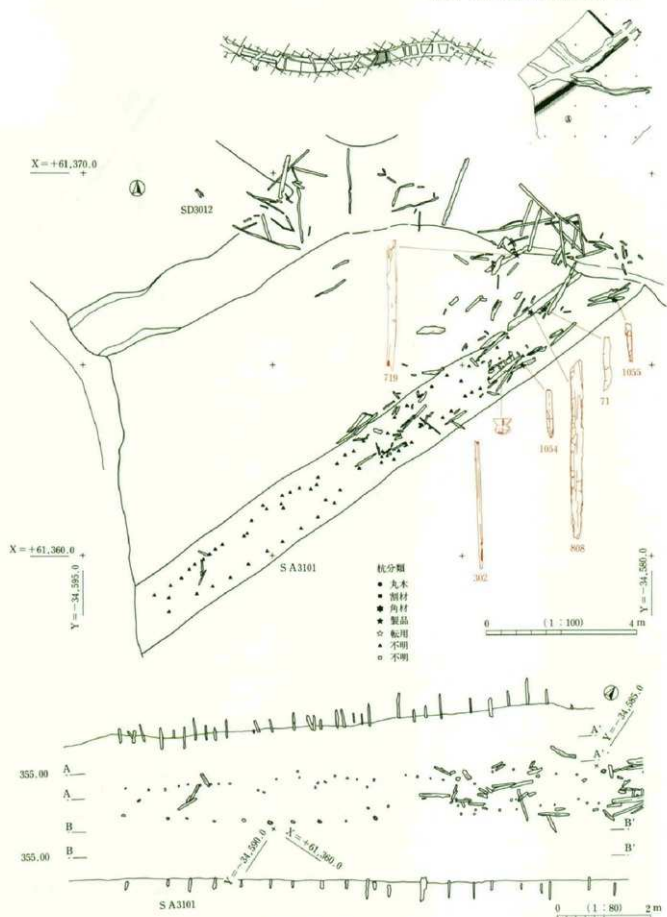 X=+61,370.0
SD3012
719
1055
71
1054
808
302
X=+61,360.0
Y=-34,595.0
S A3101
Y=-34,580.0
杭分類
丸木
割材
角材
製品
転用
不明
不明
0 (1:100) 4 m
Y=-34,585.0
A'
A'
355.00 A
A
B B'
355.00 B B'
Y=-34,590.0
X=+61,360.0
S A3101
0 (1:80) 2 m